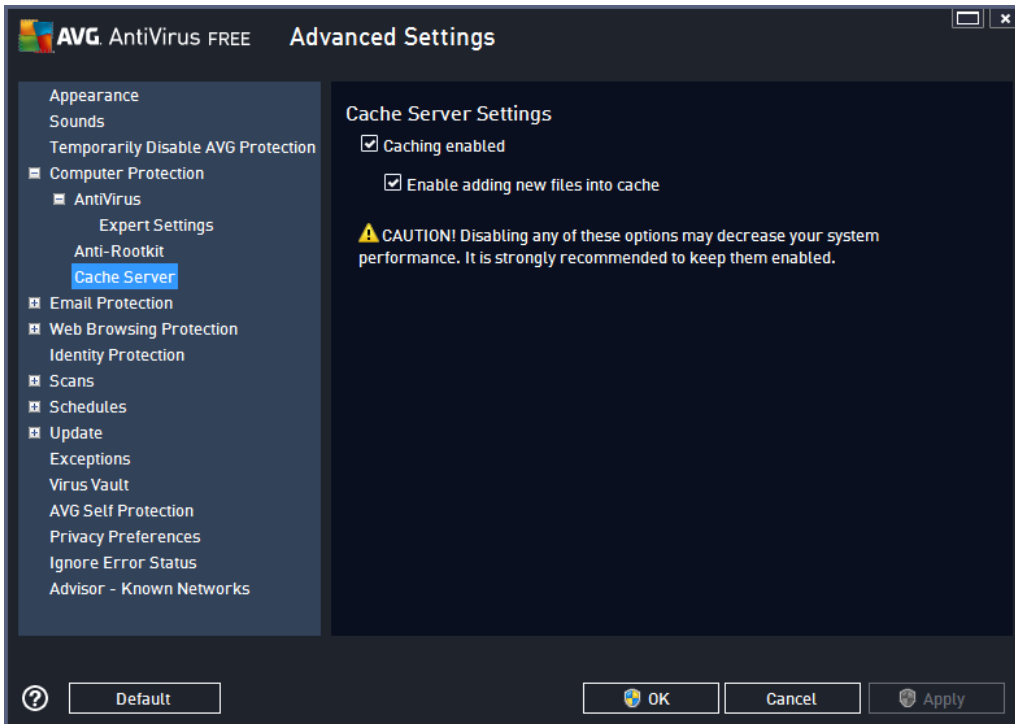 AVG. AntiVirus FREE Advanced Settings
Appearance
Sounds
Temporarily Disable AVG Protection
Computer Protection
AntiVirus
Expert Settings
Anti-Rootkit
Cache Server
Email Protection
Web Browsing Protection
Identity Protection
Scans
Schedules
Update
Exceptions
Virus Vault
AVG Self Protection
Privacy Preferences
Ignore Error Status
Advisor - Known Networks
Cache Server Settings
Caching enabled
Enable adding new files into cache
CAUTION! Disabling any of these options may decrease your system
performance. It is strongly recommended to keep them enabled.
Default
OK
Cancel
Apply